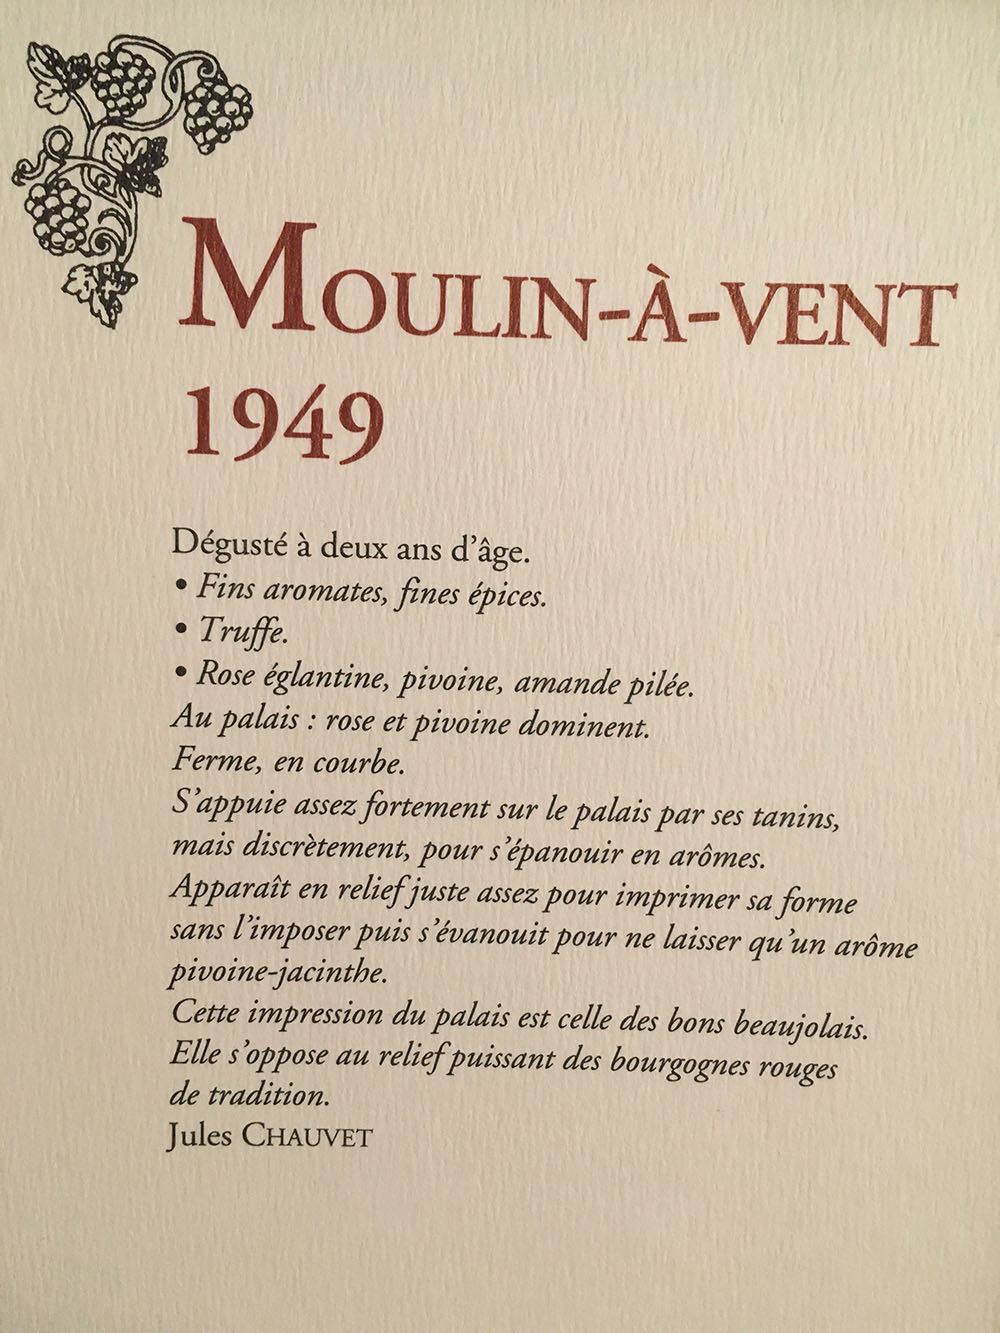 MOULIN-À-VENT
1949
Dégusté à deux ans d'âge.
• Fins aromates, fines épices.
• Truffe.
• Rose églantine, pivoine, amande pilée.
Au palais : rose et pivoine dominent.
Ferme, en courbe.
S'appuie assez fortement sur le palais par ses tanins,
mais discrètement, pour s'épanouir en arômes.
Apparaît en relief juste assez pour imprimer sa forme
sans l'imposer puis s'évanouit pour ne laisser qu'un arôme
pivoine-jacinthe.
Cette impression du palais est celle des bons beaujolais.
Elle s'oppose au relief puissant des bourgognes rouges
de tradition.
Jules CHAUVET